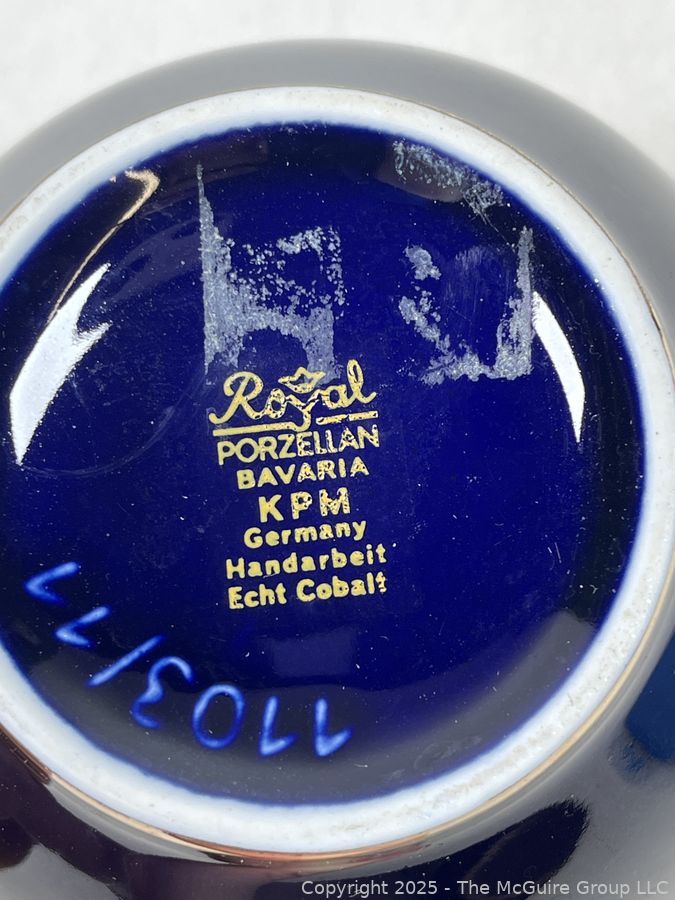 Royal
PORZELLAN
BAVARIA
KPM
Germany
Handarbeit
Echt Cobalt
1103/11
Copyright 2025 - The McGuire Group LLC